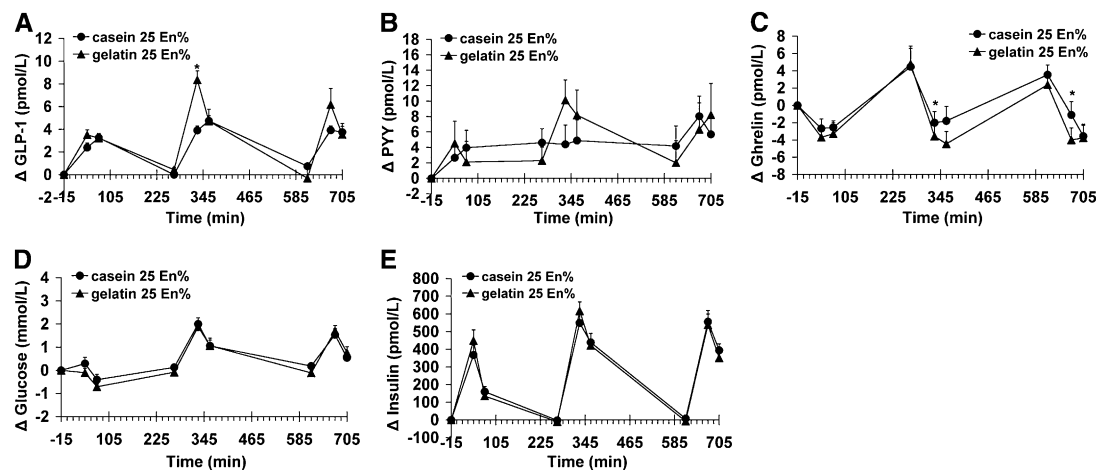 A
casein 25 En%
gelatin 25 En%
Δ GLP-1 (pmol/L)
12
10
8
6
4
2
0
-2
*
-15 105 225 345 465 585 705
Time (min)
B
casein 25 En%
gelatin 25 En%
Δ PYY (pmol/L)
18
16
14
12
10
8
6
4
2
0
-2
-15 105 225 345 465 585 705
Time (min)
C
casein 25 En%
gelatin 25 En%
Δ Ghrelin (pmol/L)
8
6
4
2
0
-2
-4
-6
-8
*
*
-15 105 225 345 465 585 705
Time (min)
D
casein 25 En%
gelatin 25 En%
Δ Glucose (mmol/L)
4
3
2
1
0
-1
-2
-15 105 225 345 465 585 705
Time (min)
E
casein 25 En%
gelatin 25 En%
Δ Insulin (pmol/L)
800
700
600
500
400
300
200
100
0
-100
-15 105 225 345 465 585 705
Time (min)